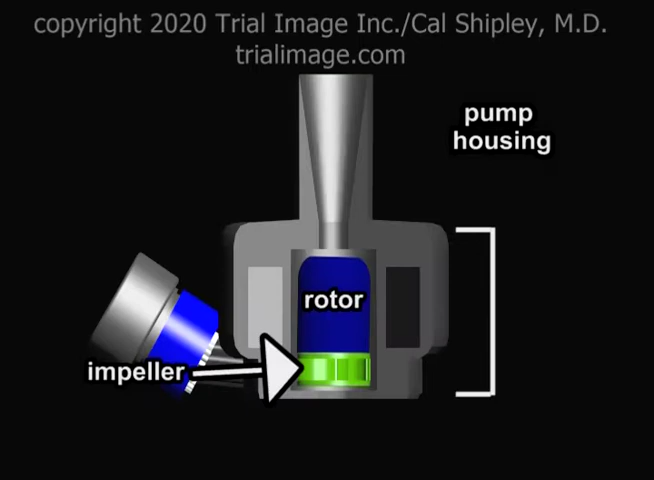 copyright 2020 Trial Image Inc./Cal Shipley, M.D.
trialimage.com
pump
housing
rotor
impeller